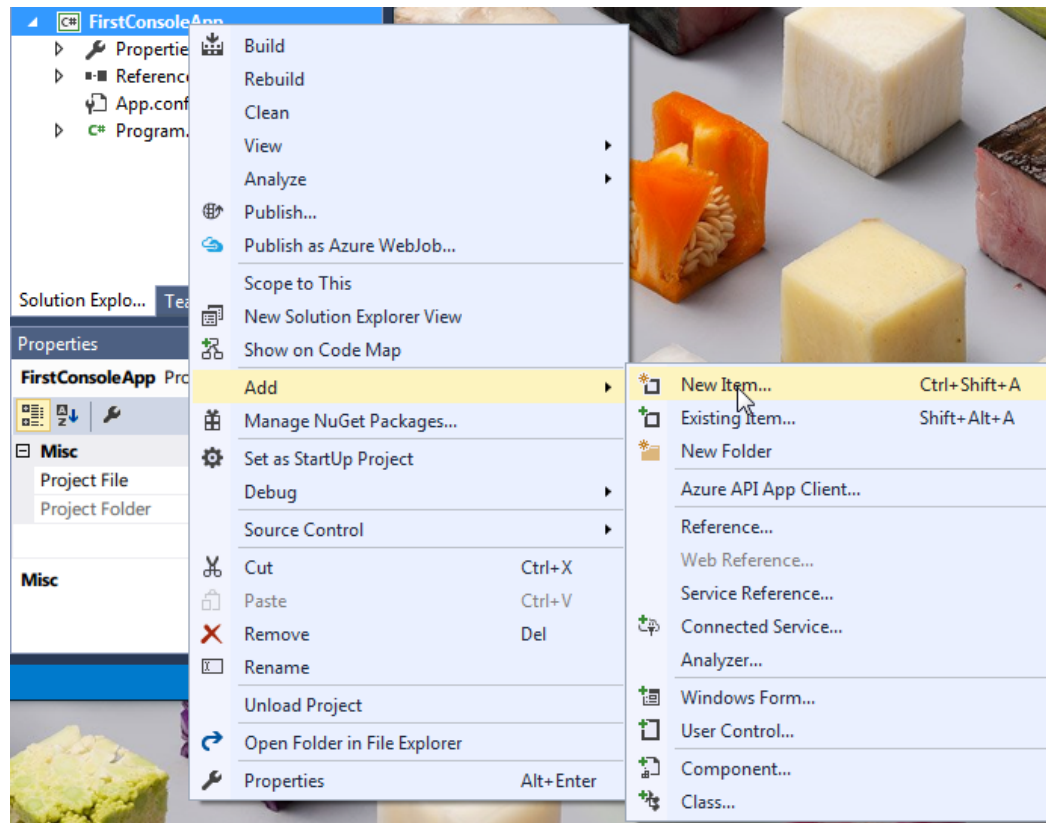 C# FirstConsoleApp
Propertie
Referenc
App.conf
C# Program.
Solution Explo...
Tea
Properties
FirstConsoleApp Pro
Misc
Project File
Project Folder
Misc
Build
Rebuild
Clean
View
Analyze
Publish...
Publish as Azure WebJob...
Scope to This
New Solution Explorer View
Show on Code Map
Add
Manage NuGet Packages...
Set as StartUp Project
Debug
Source Control
Cut Ctrl+X
Paste Ctrl+V
Remove Del
Rename
Unload Project
Open Folder in File Explorer
Properties Alt+Enter
New Item... Ctrl+Shift+A
Existing Item... Shift+Alt+A
New Folder
Azure API App Client...
Reference...
Web Reference...
Service Reference...
Connected Service...
Analyzer...
Windows Form...
User Control...
Component...
Class...